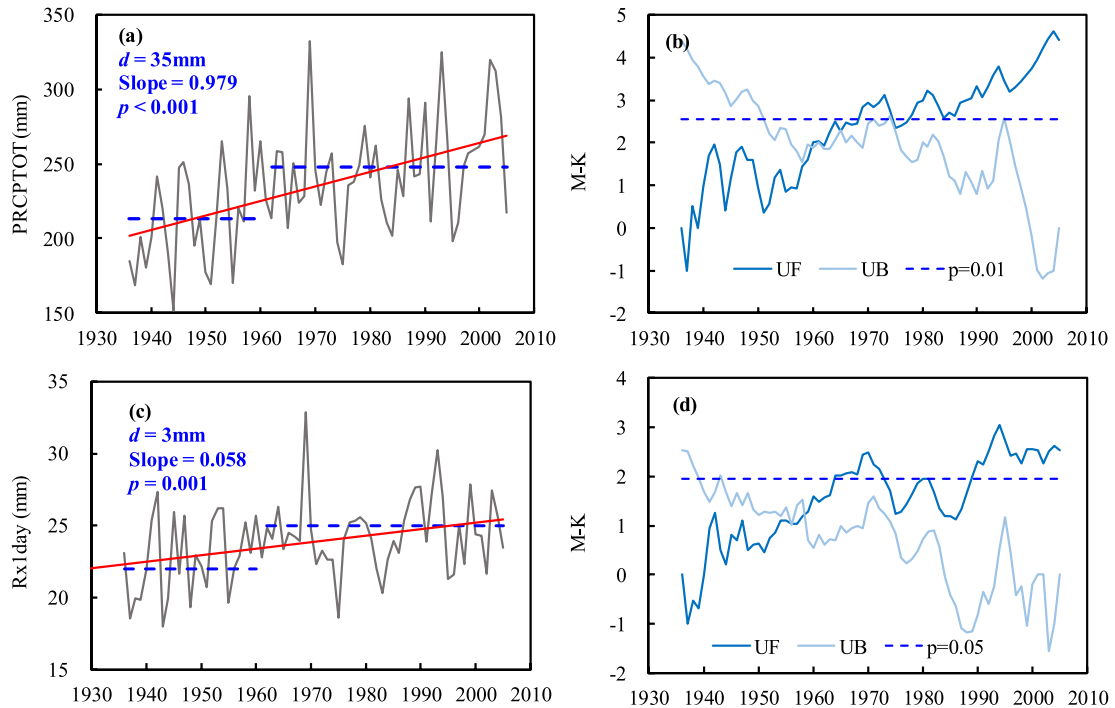 (a)
d = 35mm
Slope = 0.979
p < 0.001
PRCPTOT (mm)
350
300
250
200
150
1930 1940 1950 1960 1970 1980 1990 2000 2010
(b)
M-K
5
4
3
2
1
0
-1
-2
UF UB p=0.01
1930 1940 1950 1960 1970 1980 1990 2000 2010
(c)
d = 3mm
Slope = 0.058
p = 0.001
Rx1day (mm)
35
30
25
20
15
1930 1940 1950 1960 1970 1980 1990 2000 2010
(d)
M-K
4
3
2
1
0
-1
-2
UF UB p=0.05
1930 1940 1950 1960 1970 1980 1990 2000 2010